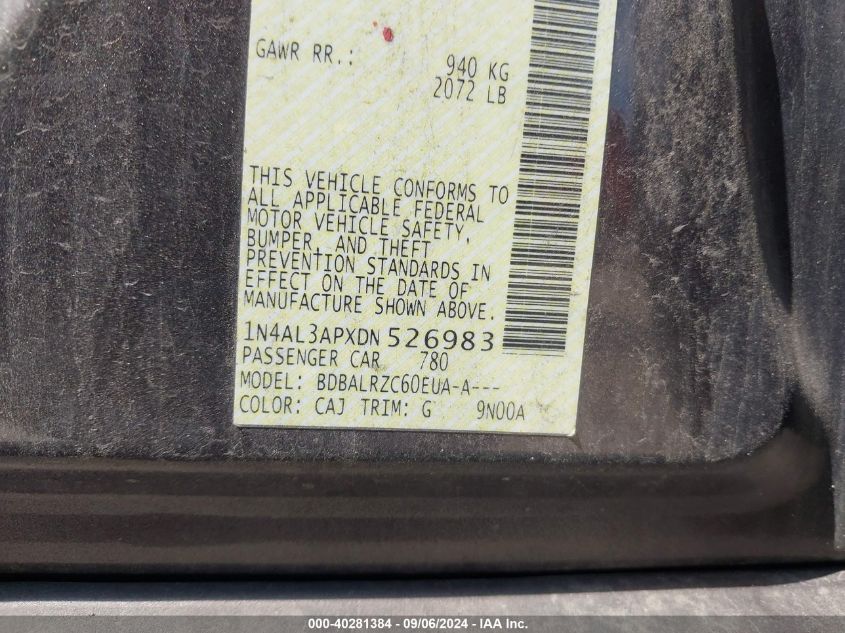 GAWR RR.: 940 KG
2072 LB
THIS VEHICLE CONFORMS TO
ALL APPLICABLE FEDERAL
MOTOR VEHICLE SAFETY,
BUMPER, AND THEFT
PREVENTION STANDARDS IN
EFFECT ON THE DATE OF
MANUFACTURE SHOWN ABOVE.
1N4AL3APXDN526983
PASSENGER CAR 780
MODEL: BDBALRZC60EUA-A---
COLOR: CAJ TRIM: G 9N00A
000-40281384 - 09/06/2024 - IAA Inc.